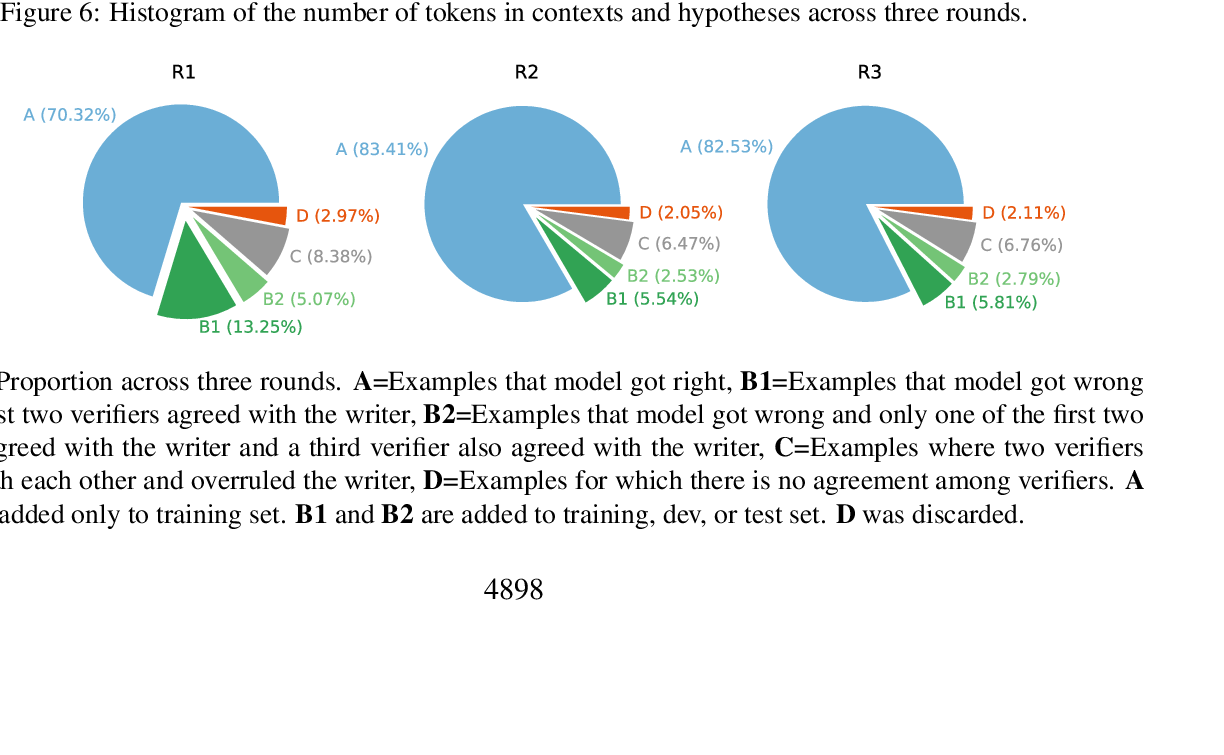 Figure 6: Histogram of the number of tokens in contexts and hypotheses across three rounds.
R1
R2
R3
A (70.32%)
D (2.97%)
C (8.38%)
B2 (5.07%)
B1 (13.25%)
A (83.41%)
D (2.05%)
C (6.47%)
B2 (2.53%)
B1 (5.54%)
A (82.53%)
D (2.11%)
C (6.76%)
B2 (2.79%)
B1 (5.81%)
Proportion across three rounds. A=Examples that model got right, B1=Examples that model got wrong
st two verifiers agreed with the writer, B2=Examples that model got wrong and only one of the first two
greed with the writer and a third verifier also agreed with the writer, C=Examples where two verifiers
h each other and overruled the writer, D=Examples for which there is no agreement among verifiers. A
added only to training set. B1 and B2 are added to training, dev, or test set. D was discarded.
4898